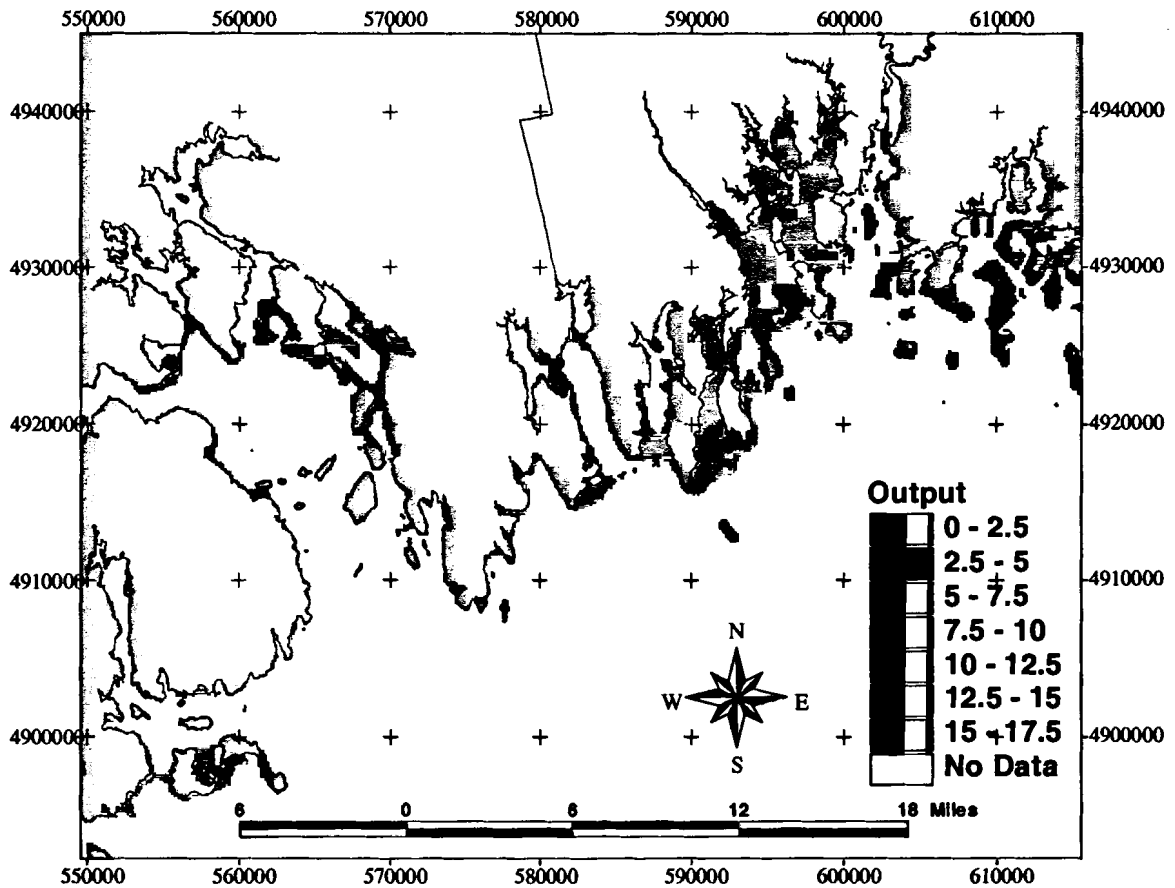 550000 560000 570000 580000 590000 600000 610000
4940000 4940000
4930000 4930000
4920000 4920000
Output
0 - 2.5
2.5 - 5
4910000 4910000
5 - 7.5
7.5 - 10
N
10 - 12.5
W E
12.5 - 15
4900000 15 - 17.5 4900000
S
No Data
6 0 6 12 18 Miles
550000 560000 570000 580000 590000 600000 610000